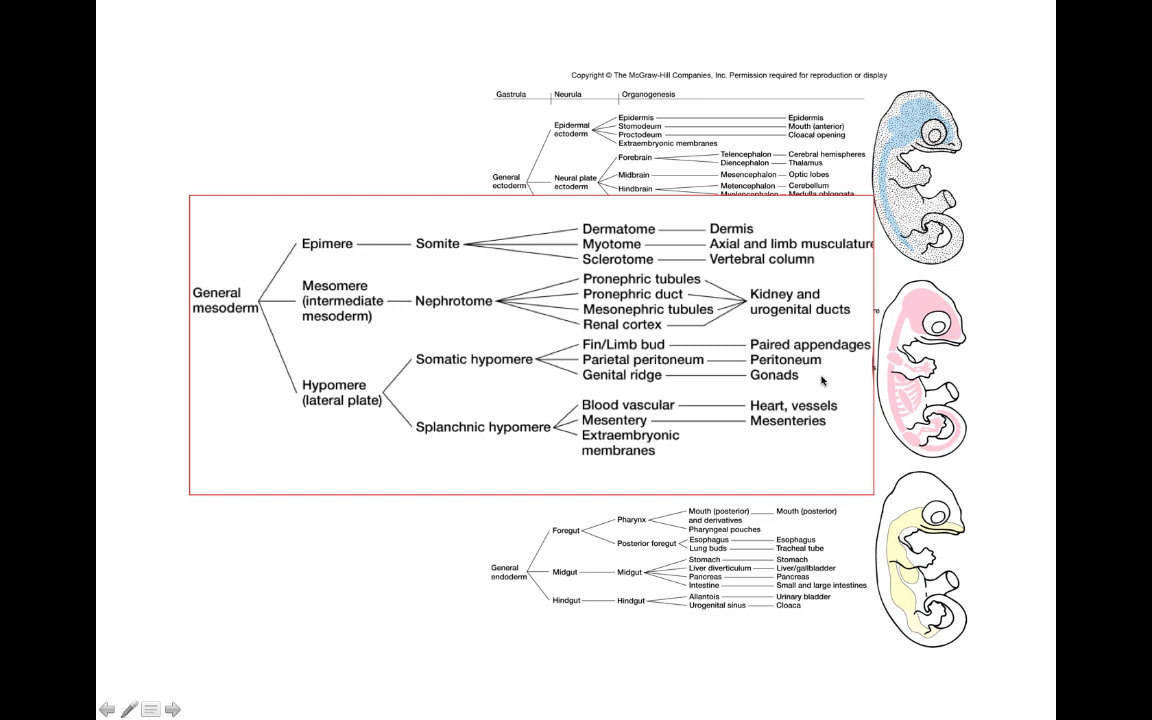 Copyright © The McGraw-Hill Companies, Inc. Permission required for reproduction or display
Gastrula Neurula Organogenesis
Epidermal ectoderm
Epidermis Epidermis
Stomodeum Mouth (anterior)
Proctodeum Cloacal opening
Extraembryonic membranes
General ectoderm
Neural plate ectoderm
Forebrain
Telencephalon Cerebral hemispheres
Diencephalon Thalamus
Midbrain Mesencephalon Optic lobes
Hindbrain
Metencephalon Cerebellum
Myelencephalon Medulla oblongata
General mesoderm
Epimere Somite
Dermatome Dermis
Myotome Axial and limb musculature
Sclerotome Vertebral column
Mesomere
(intermediate
mesoderm)
Nephrotome
Pronephric tubules
Pronephric duct
Mesonephric tubules
Renal cortex
Kidney and
urogenital ducts
Hypomere
(lateral plate)
Somatic hypomere
Fin/Limb bud Paired appendages
Parietal peritoneum Peritoneum
Genital ridge Gonads
Splanchnic hypomere
Blood vascular Heart, vessels
Mesentery Mesenteries
Extraembryonic
membranes
General
endoderm
Foregut
Pharynx
Mouth (posterior) Mouth (posterior)
and derivatives
Pharyngeal pouches
Posterior foregut
Esophagus Esophagus
Lung buds Tracheal tube
Midgut Midgut
Stomach Stomach
Liver diverticulum Liver/gallbladder
Pancreas Pancreas
Intestine Small and large intestines
Hindgut Hindgut
Allantois Urinary bladder
Urogenital sinus Cloaca